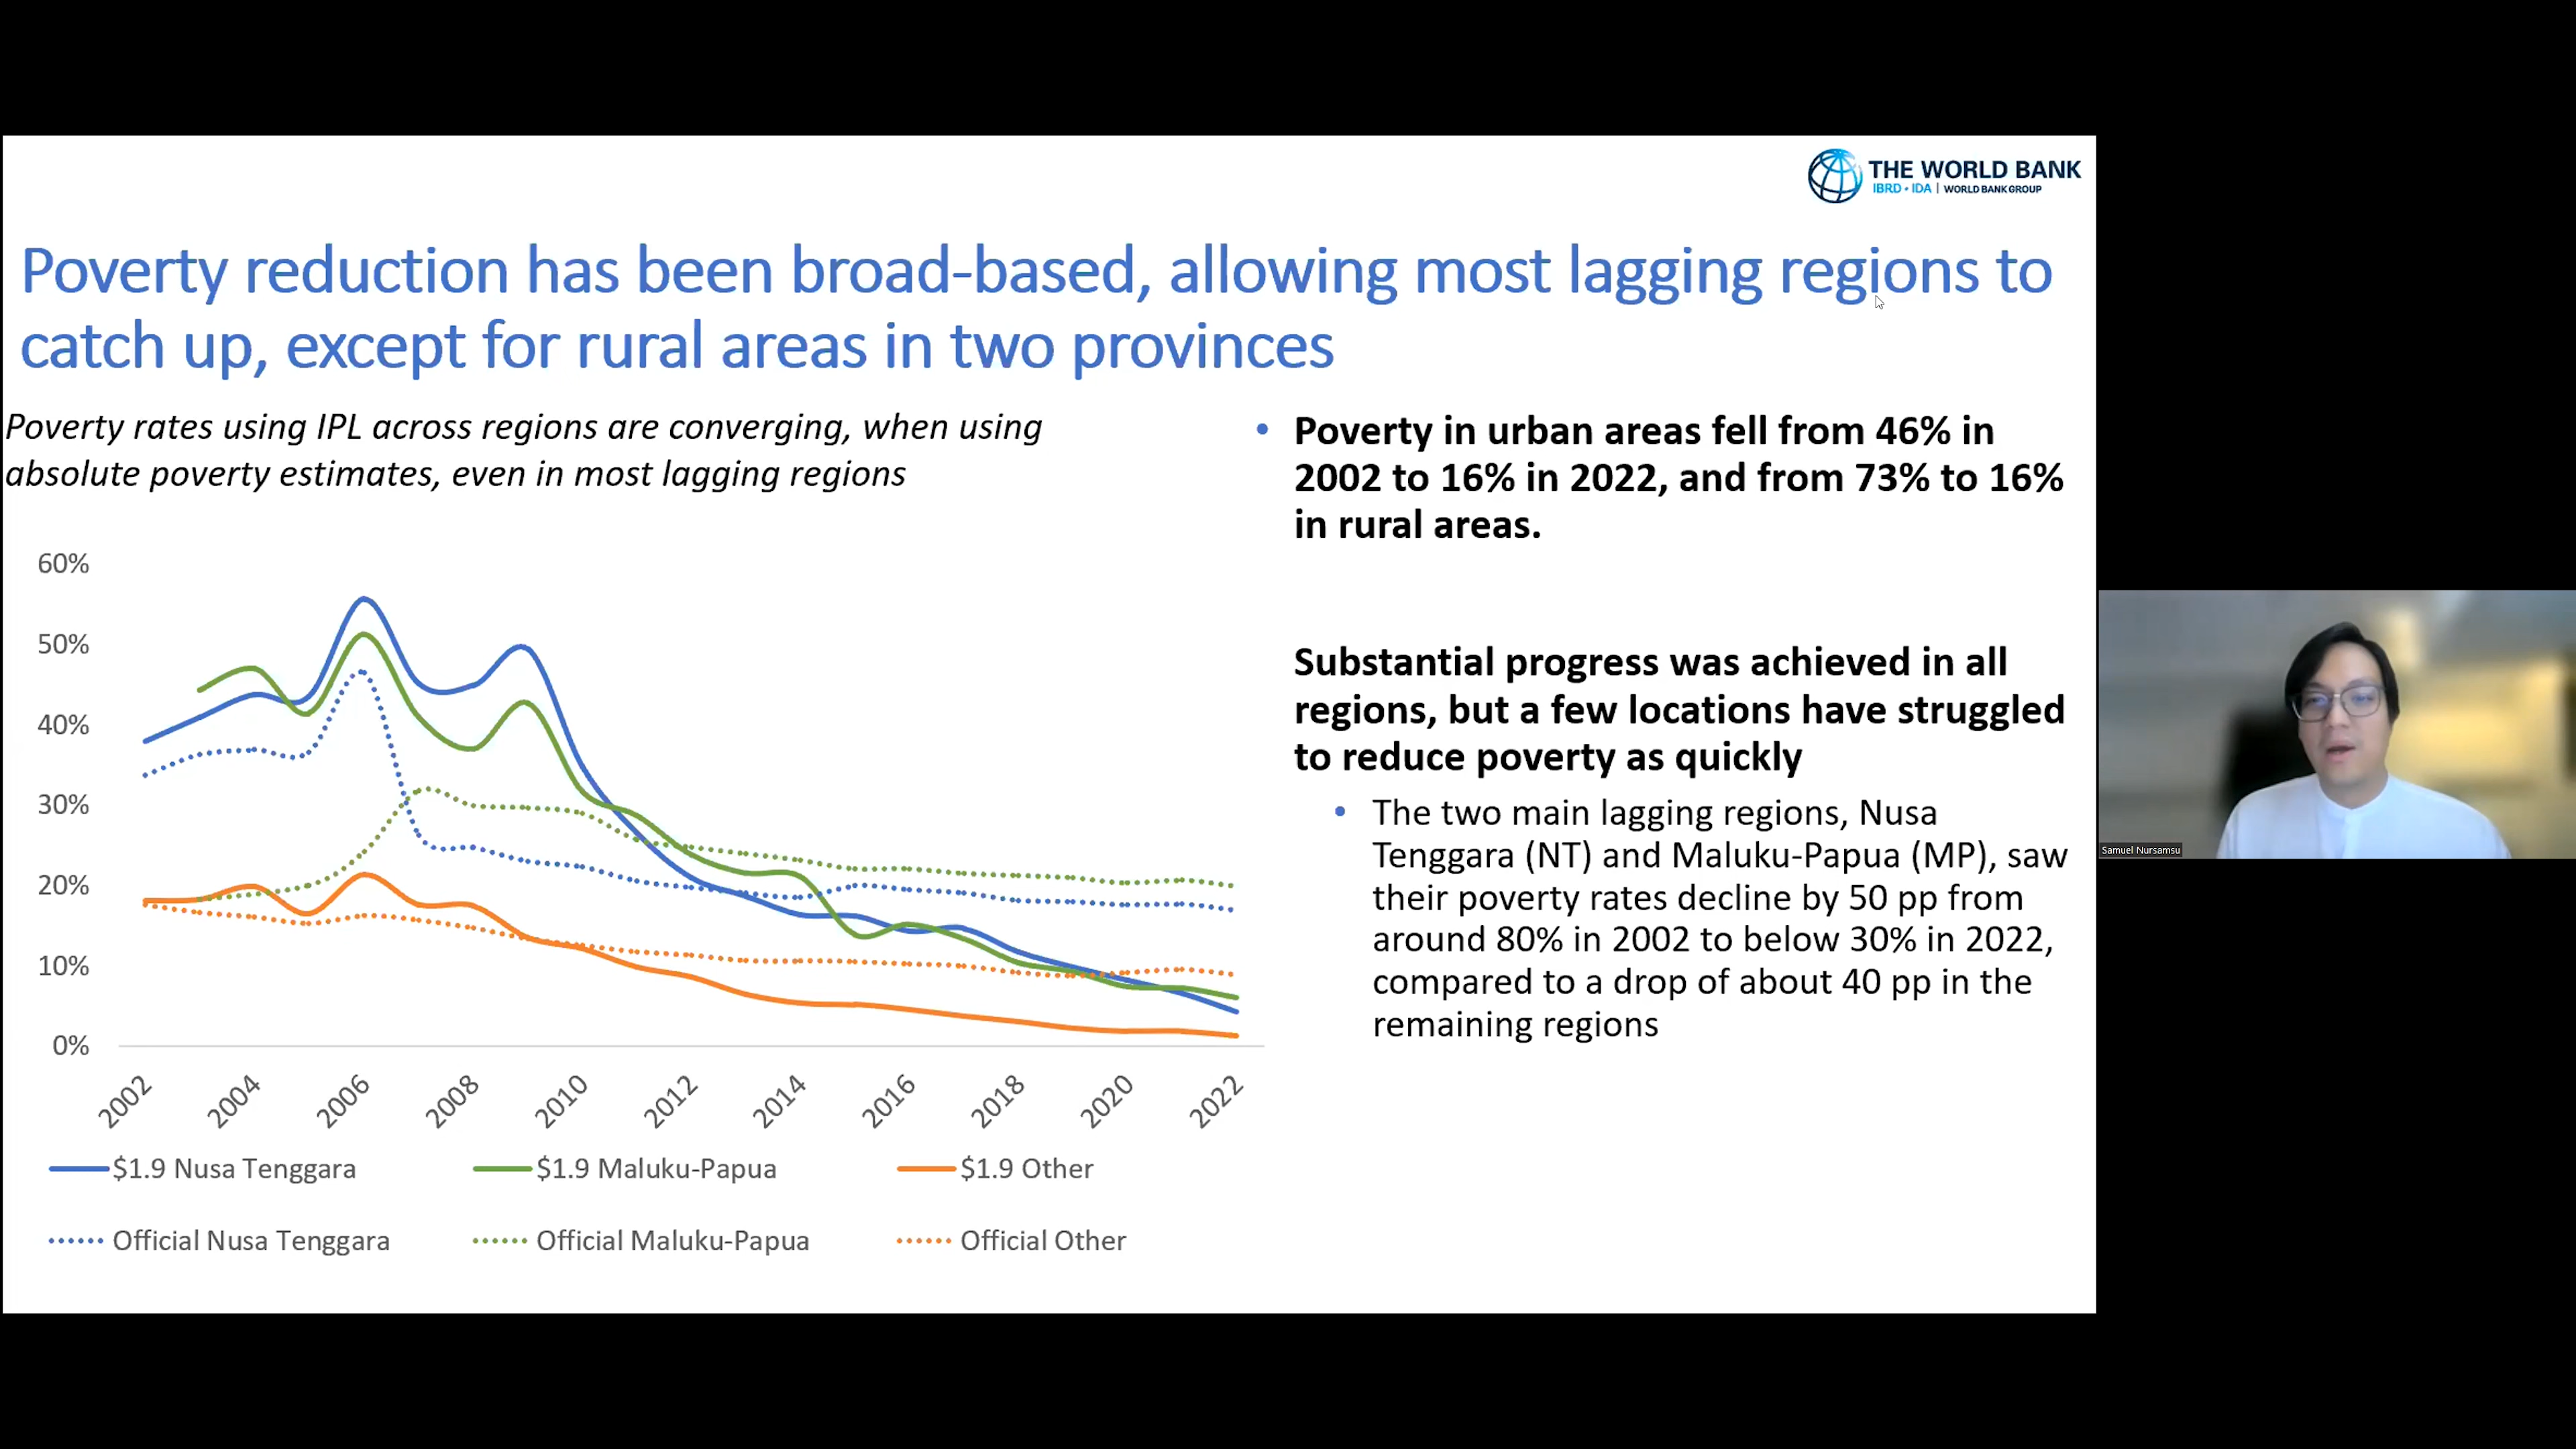 THE WORLD BANK
IBRD • IDA | WORLD BANK GROUP
Poverty reduction has been broad-based, allowing most lagging regions to
catch up, except for rural areas in two provinces
Poverty rates using IPL across regions are converging, when using
absolute poverty estimates, even in most lagging regions
60%
50%
40%
30%
20%
10%
0%
2002
2004
2006
2008
2010
2012
2014
2016
2018
2020
2022
$1.9 Nusa Tenggara
$1.9 Maluku-Papua
$1.9 Other
Official Nusa Tenggara
Official Maluku-Papua
Official Other
• Poverty in urban areas fell from 46% in
2002 to 16% in 2022, and from 73% to 16%
in rural areas.
Substantial progress was achieved in all
regions, but a few locations have struggled
to reduce poverty as quickly
• The two main lagging regions, Nusa
Tenggara (NT) and Maluku-Papua (MP), saw
their poverty rates decline by 50 pp from
around 80% in 2002 to below 30% in 2022,
compared to a drop of about 40 pp in the
remaining regions
Samuel Nursamsu